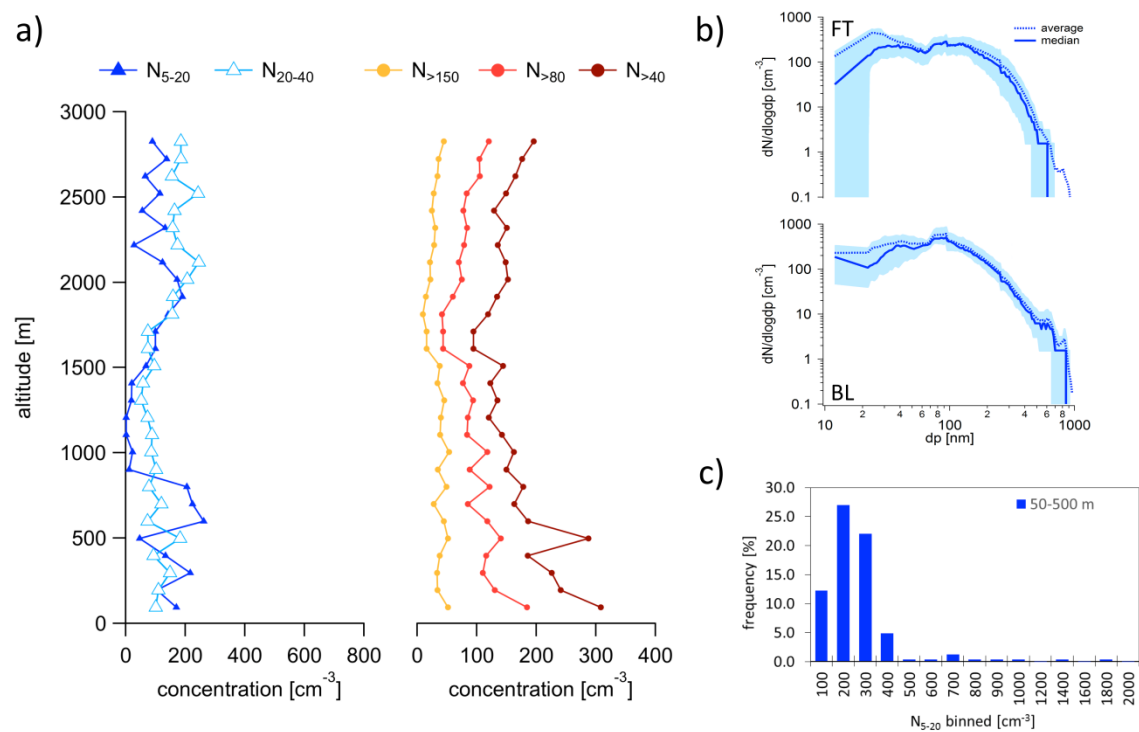 a)
N5-20 N20-40 N>150 N>80 N>40
3000
2500
2000
1500
1000
500
0
altitude [m]
0 200 400 600 800
concentration [cm-3]
0 100 200 300 400
concentration [cm-3]
b)
FT
average
median
1000
100
10
1
0.1
dN/dlogdp [cm-3]
1000
100
10
1
0.1
dN/dlogdp [cm-3]
BL
10 2 4 6 8 100 2 4 6 8 1000
dp [nm]
c)
50-500 m
30.0
25.0
20.0
15.0
10.0
5.0
0.0
frequency [%]
100 200 300 400 500 600 700 800 900 1000 1200 1400 1600 1800 2000
N5-20 binned [cm-3]